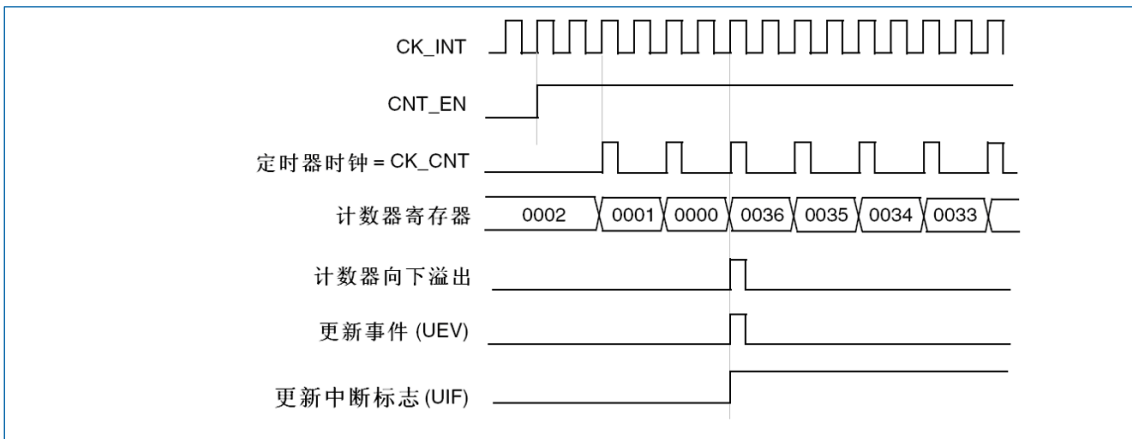 CK_INT
CNT_EN
定时器时钟 = CK_CNT
计数器寄存器 0002 0001 0000 0036 0035 0034 0033
计数器向下溢出
更新事件 (UEV)
更新中断标志 (UIF)